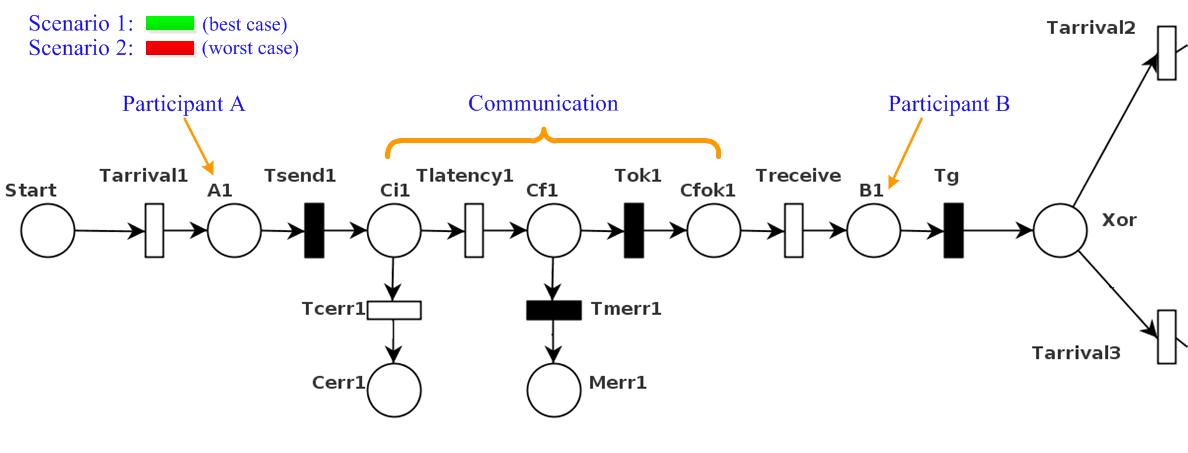 Scenario 1: (best case)
Scenario 2: (worst case)
Tarrival2
Participant A
Communication
Participant B
Start
Tarrival1
A1
Tsend1
Ci1
Tlatency1
Cf1
Tok1
Cfok1
Treceive
B1
Tg
Xor
Tcerr1
Tmerr1
Tarrival3
Cerr1
Merr1